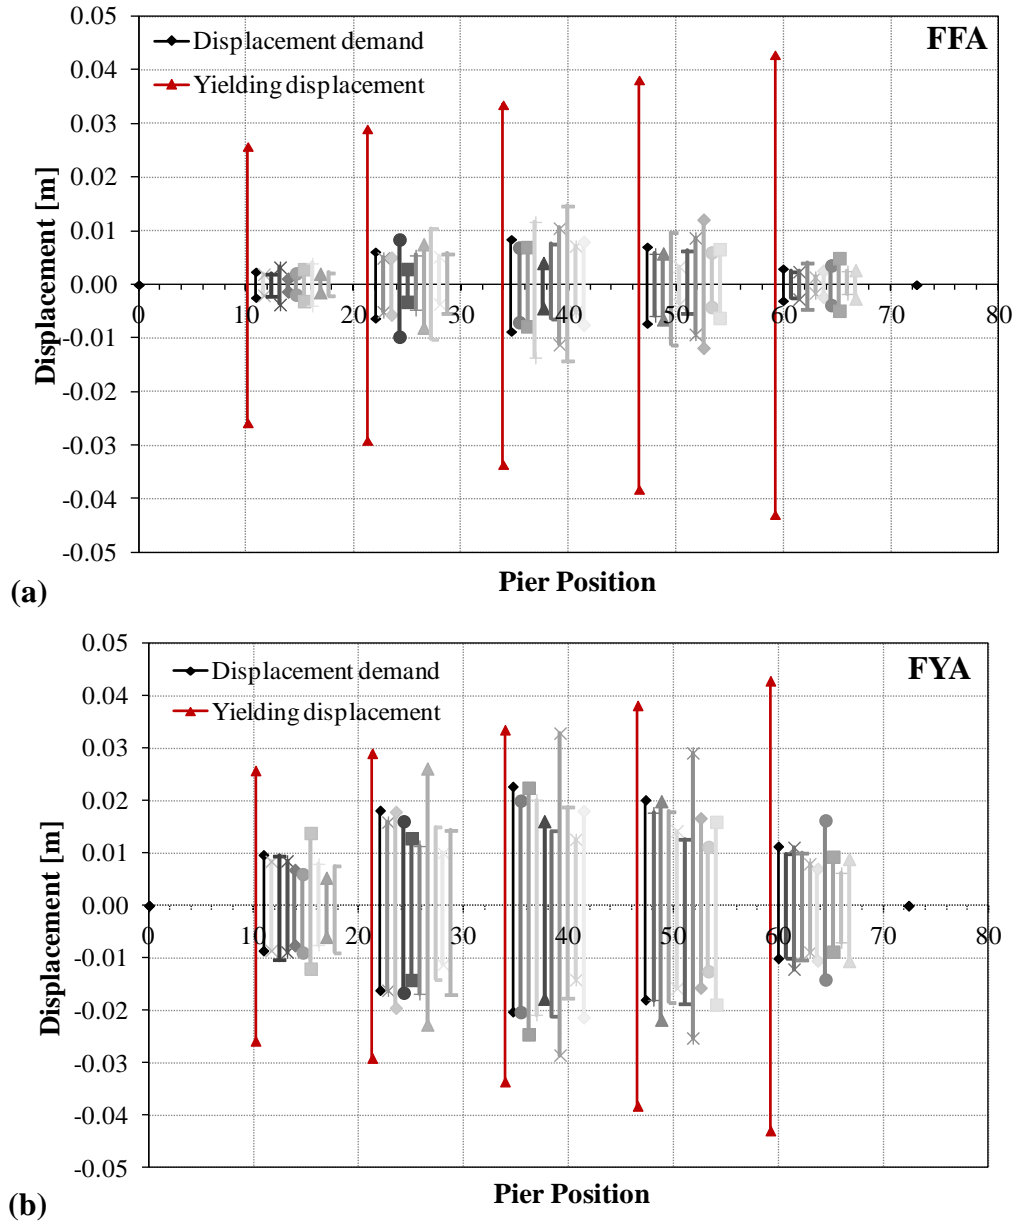 0.05
Displacement demand
FFA
0.04
Yielding displacement
0.03
0.02
0.01
0.00
0 10 20 30 40 50 60 70 80
-0.01
-0.02
-0.03
-0.04
-0.05
Displacement [m]
Pier Position
(a)
0.05
Displacement demand
FYA
0.04
Yielding displacement
0.03
0.02
0.01
0.00
0 10 20 30 40 50 60 70 80
-0.01
-0.02
-0.03
-0.04
-0.05
Displacement [m]
Pier Position
(b)